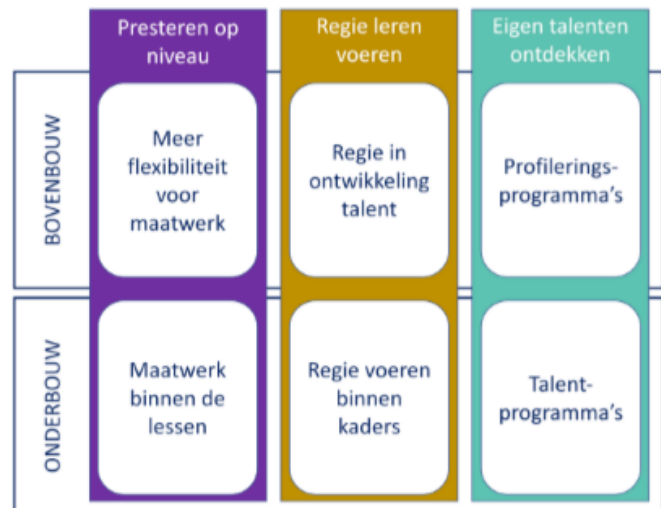 Presteren op
niveau
Regie leren
voeren
Eigen talenten
ontdekken
BOVENBOUW
Meer
flexibiliteit
voor
maatwerk
Regie in
ontwikkeling
talent
Profilerings-
programma's
ONDERBOUW
Maatwerk
binnen de
lessen
Regie voeren
binnen
kaders
Talent-
programma's